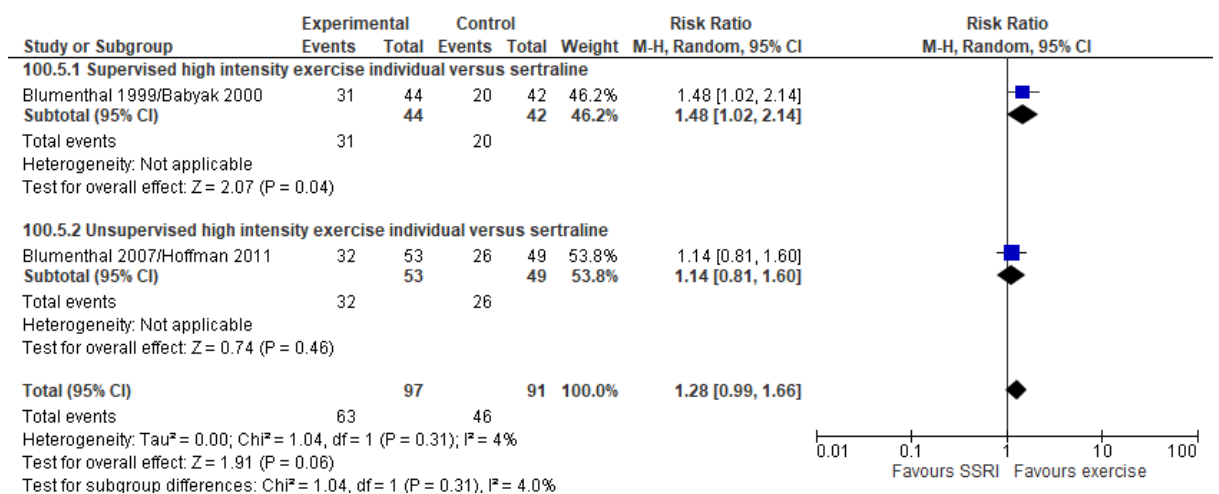 Experimental Control Risk Ratio Risk Ratio
Study or Subgroup Events Total Events Total Weight M-H, Random, 95% CI M-H, Random, 95% CI
100.5.1 Supervised high intensity exercise individual versus sertraline
Blumenthal 1999/Babyak 2000 31 44 20 42 46.2% 1.48 [1.02, 2.14]
Subtotal (95% CI) 44 42 46.2% 1.48 [1.02, 2.14]
Total events 31 20
Heterogeneity: Not applicable
Test for overall effect: Z = 2.07 (P = 0.04)
100.5.2 Unsupervised high intensity exercise individual versus sertraline
Blumenthal 2007/Hoffman 2011 32 53 26 49 53.8% 1.14 [0.81, 1.60]
Subtotal (95% CI) 53 49 53.8% 1.14 [0.81, 1.60]
Total events 32 26
Heterogeneity: Not applicable
Test for overall effect: Z = 0.74 (P = 0.46)
Total (95% CI) 97 91 100.0% 1.28 [0.99, 1.66]
Total events 63 46
Heterogeneity: Tau² = 0.00; Chi² = 1.04, df = 1 (P = 0.31); I² = 4%
Test for overall effect: Z = 1.91 (P = 0.06)
Test for subgroup differences: Chi² = 1.04, df = 1 (P = 0.31), I² = 4.0%
0.01 0.1 1 10 100
Favours SSRI Favours exercise